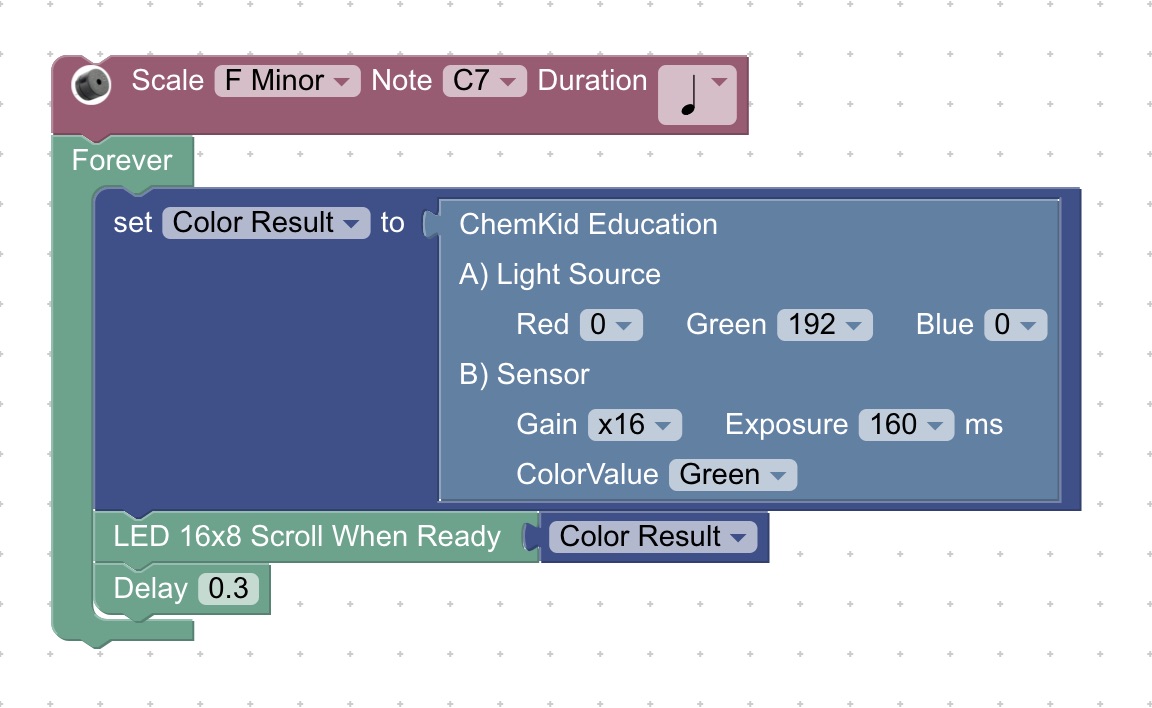 Scale F Minor Note C7 Duration
Forever
set Color Result to ChemKid Education
A) Light Source
Red 0 Green 192 Blue 0
B) Sensor
Gain x16 Exposure 160 ms
ColorValue Green
LED 16x8 Scroll When Ready Color Result
Delay 0.3